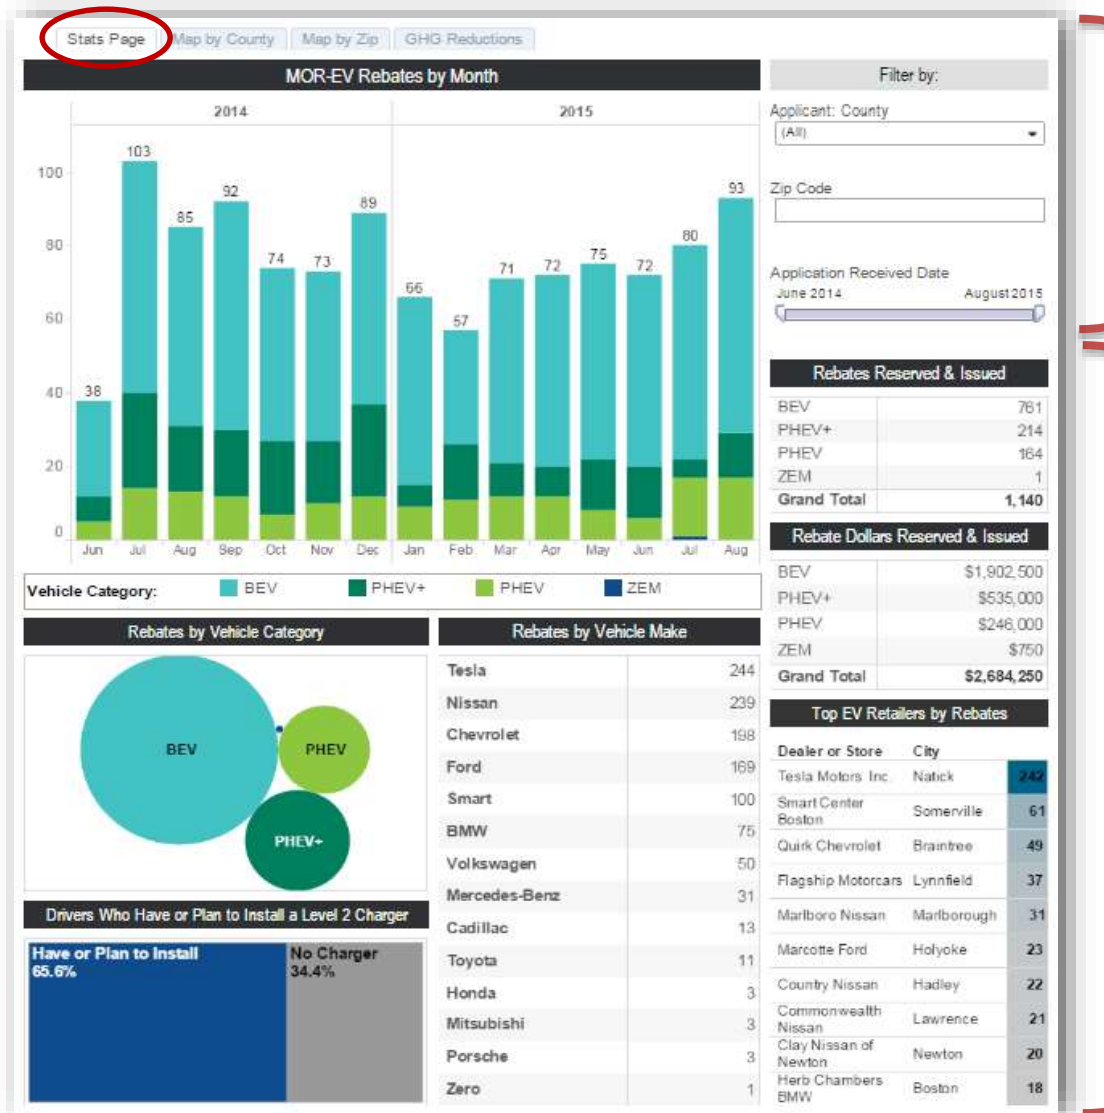 Stats Page
Map by County
Map by Zip
GHG Reductions
MOR-EV Rebates by Month
2014
2015
100
80
60
40
20
0
38
103
85
92
74
73
89
66
57
71
72
75
72
80
93
Jun
Jul
Aug
Sep
Oct
Nov
Dec
Jan
Feb
Mar
Apr
May
Jun
Jul
Aug
Vehicle Category:
BEV
PHEV+
PHEV
ZEM
Filter by:
Applicant: County
(All)
Zip Code
Application Received Date
June 2014
August 2015
Rebates Reserved & Issued
BEV 761
PHEV+ 214
PHEV 164
ZEM 1
Grand Total 1,140
Rebate Dollars Reserved & Issued
BEV $1,902,500
PHEV+ $535,000
PHEV $246,000
ZEM $750
Grand Total $2,684,250
Rebates by Vehicle Category
BEV
PHEV
PHEV+
Drivers Who Have or Plan to Install a Level 2 Charger
Have or Plan to Install
65.6%
No Charger
34.4%
Rebates by Vehicle Make
Tesla 244
Nissan 239
Chevrolet 198
Ford 169
Smart 100
BMW 75
Volkswagen 50
Mercedes-Benz 31
Cadillac 13
Toyota 11
Honda 3
Mitsubishi 3
Porsche 3
Zero 1
Top EV Retailers by Rebates
Dealer or Store City
Tesla Motors Inc. Natick 242
Smart Center
Boston Somerville 61
Quirk Chevrolet Braintree 49
Flagship Motorcars Lynnfield 37
Marlboro Nissan Marlborough 31
Marcotte Ford Holyoke 23
Country Nissan Hadley 22
Commonwealth
Nissan Lawrence 21
Clay Nissan of
Newton Newton 20
Herb Chambers
BMW Boston 18